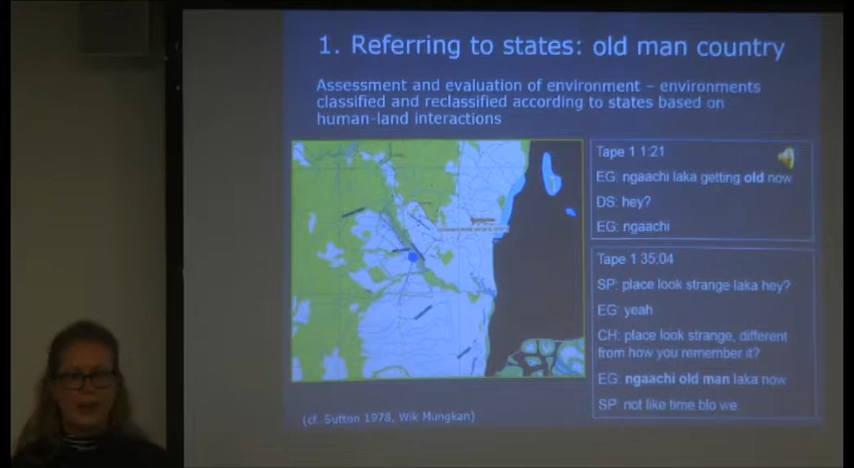 1. Referring to states: old man country
Assessment and evaluation of environment – environments
classified and reclassified according to states based on
human-land interactions
Tape 1 1:21
EG: ngaachi laka getting old now
DS: hey?
EG: ngaachi
Tape 1 35:04
SP: place look strange laka hey?
EG: yeah
CH: place look strange, different
from how you remember it?
EG: ngaachi old man laka now
SP: not like time blo we
(cf. Sutton 1978, Wik Mungkan)